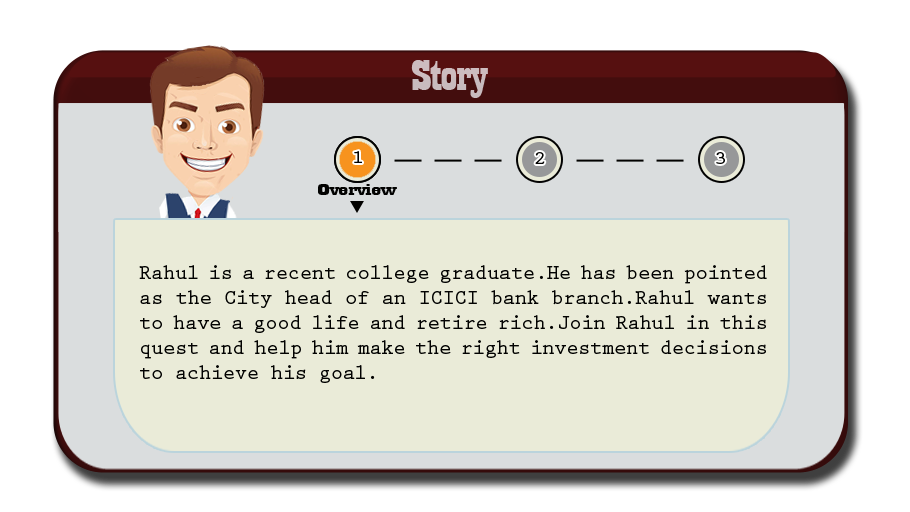 Story
1
2
3
Overview
Rahul is a recent college graduate.He has been pointed
as the City head of an ICICI bank branch.Rahul wants
to have a good life and retire rich.Join Rahul in this
quest and help him make the right investment decisions
to achieve his goal.